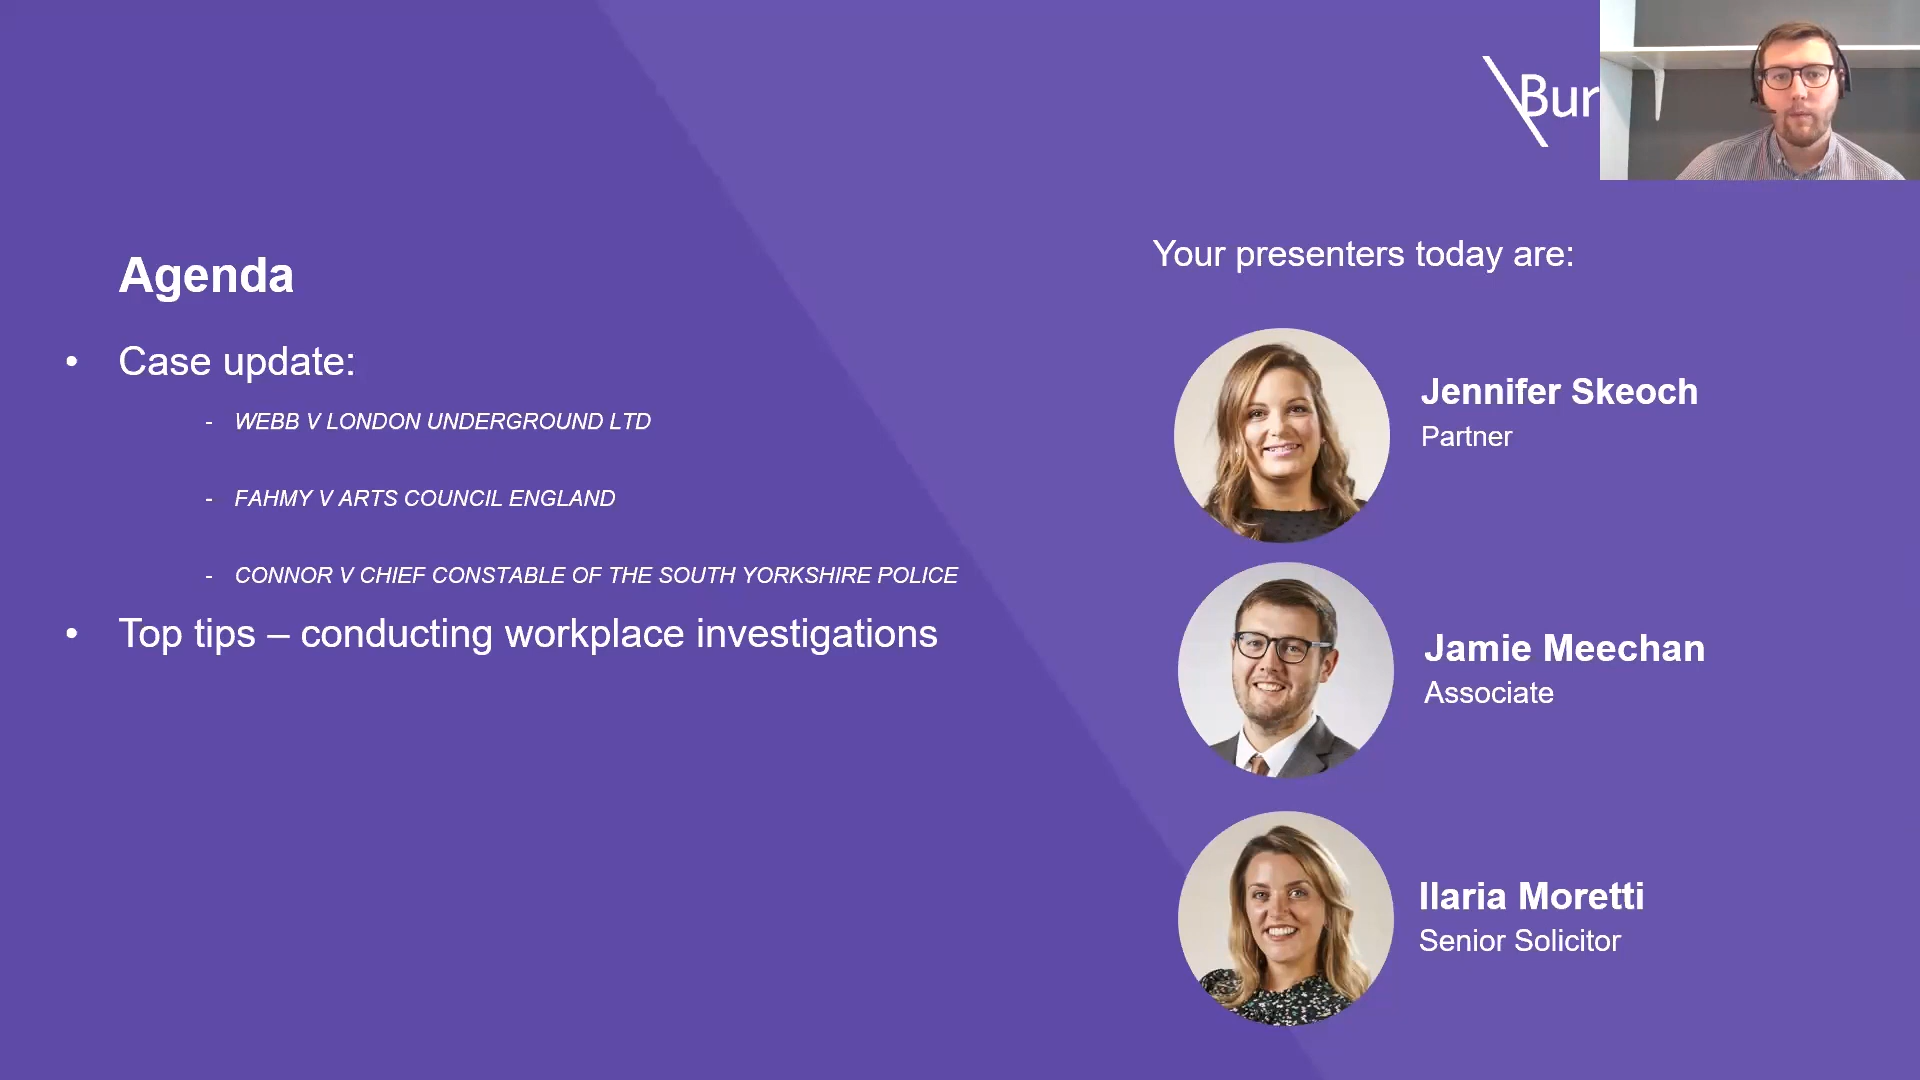 Bur
Agenda
• Case update:
- WEBB V LONDON UNDERGROUND LTD
- FAHMY V ARTS COUNCIL ENGLAND
- CONNOR V CHIEF CONSTABLE OF THE SOUTH YORKSHIRE POLICE
• Top tips – conducting workplace investigations
Your presenters today are:
Jennifer Skeoch
Partner
Jamie Meechan
Associate
Ilaria Moretti
Senior Solicitor